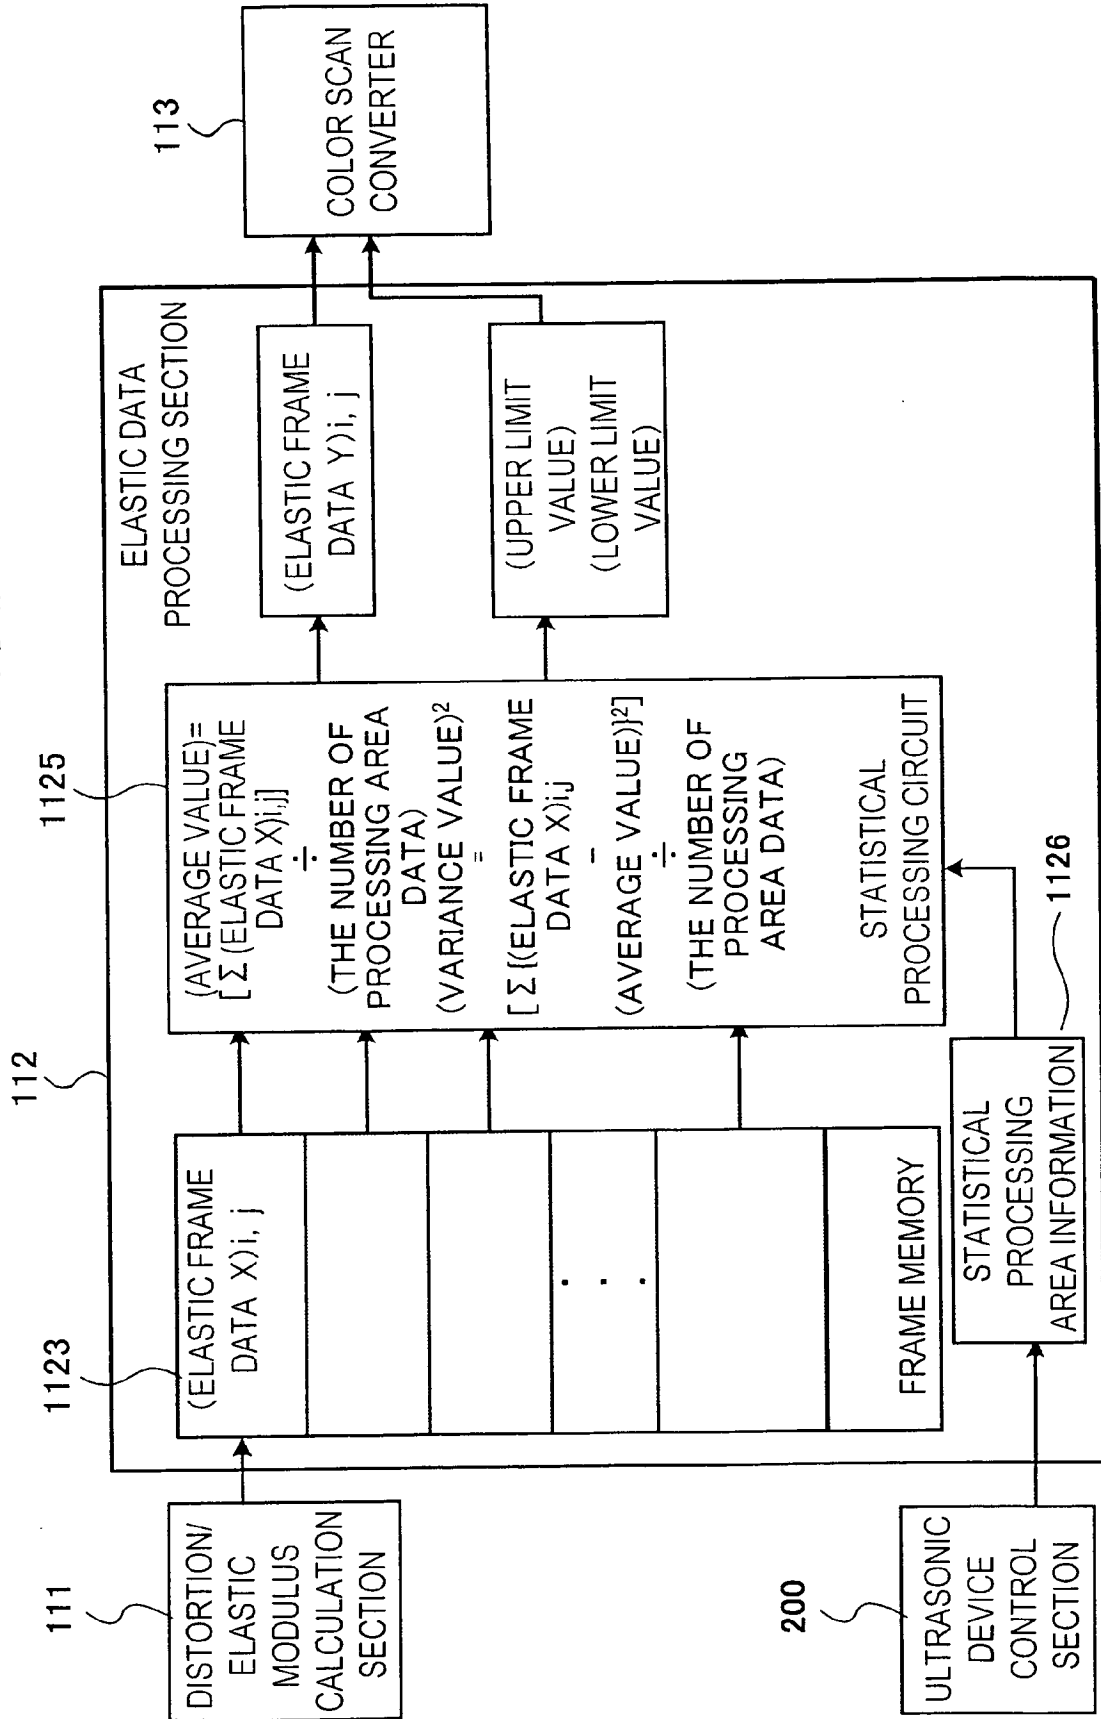 111
DISTORTION/
ELASTIC
MODULUS
CALCULATION
SECTION
200
ULTRASONIC
DEVICE
CONTROL
SECTION
112
ELASTIC DATA
PROCESSING SECTION
1123
(ELASTIC FRAME
DATA X)i, j
. . .
FRAME MEMORY
1125
(AVERAGE VALUE)=
[Σ(ELASTIC FRAME
DATA X)i,j]
÷
(THE NUMBER OF
PROCESSING AREA
DATA)
(VARIANCE VALUE)²
=
[Σ{(ELASTIC FRAME
DATA X)i,j
−
(AVERAGE VALUE)}²]
÷
(THE NUMBER OF
PROCESSING
AREA DATA)
STATISTICAL
PROCESSING CIRCUIT
STATISTICAL
PROCESSING
AREA INFORMATION
1126
(ELASTIC FRAME
DATA Y)i, j
(UPPER LIMIT
VALUE)
(LOWER LIMIT
VALUE)
113
COLOR SCAN
CONVERTER